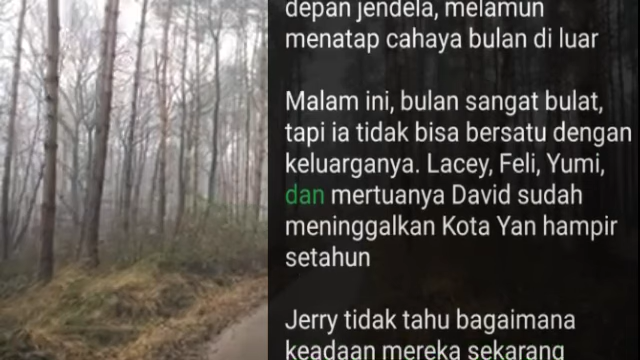 depan jendela, melamun
menatap cahaya bulan di luar
Malam ini, bulan sangat bulat,
tapi ia tidak bisa bersatu dengan
keluarganya. Lacey, Feli, Yumi,
dan mertuanya David sudah
meninggalkan Kota Yan hampir
setahun
Jerry tidak tahu bagaimana
keadaan mereka sekarang